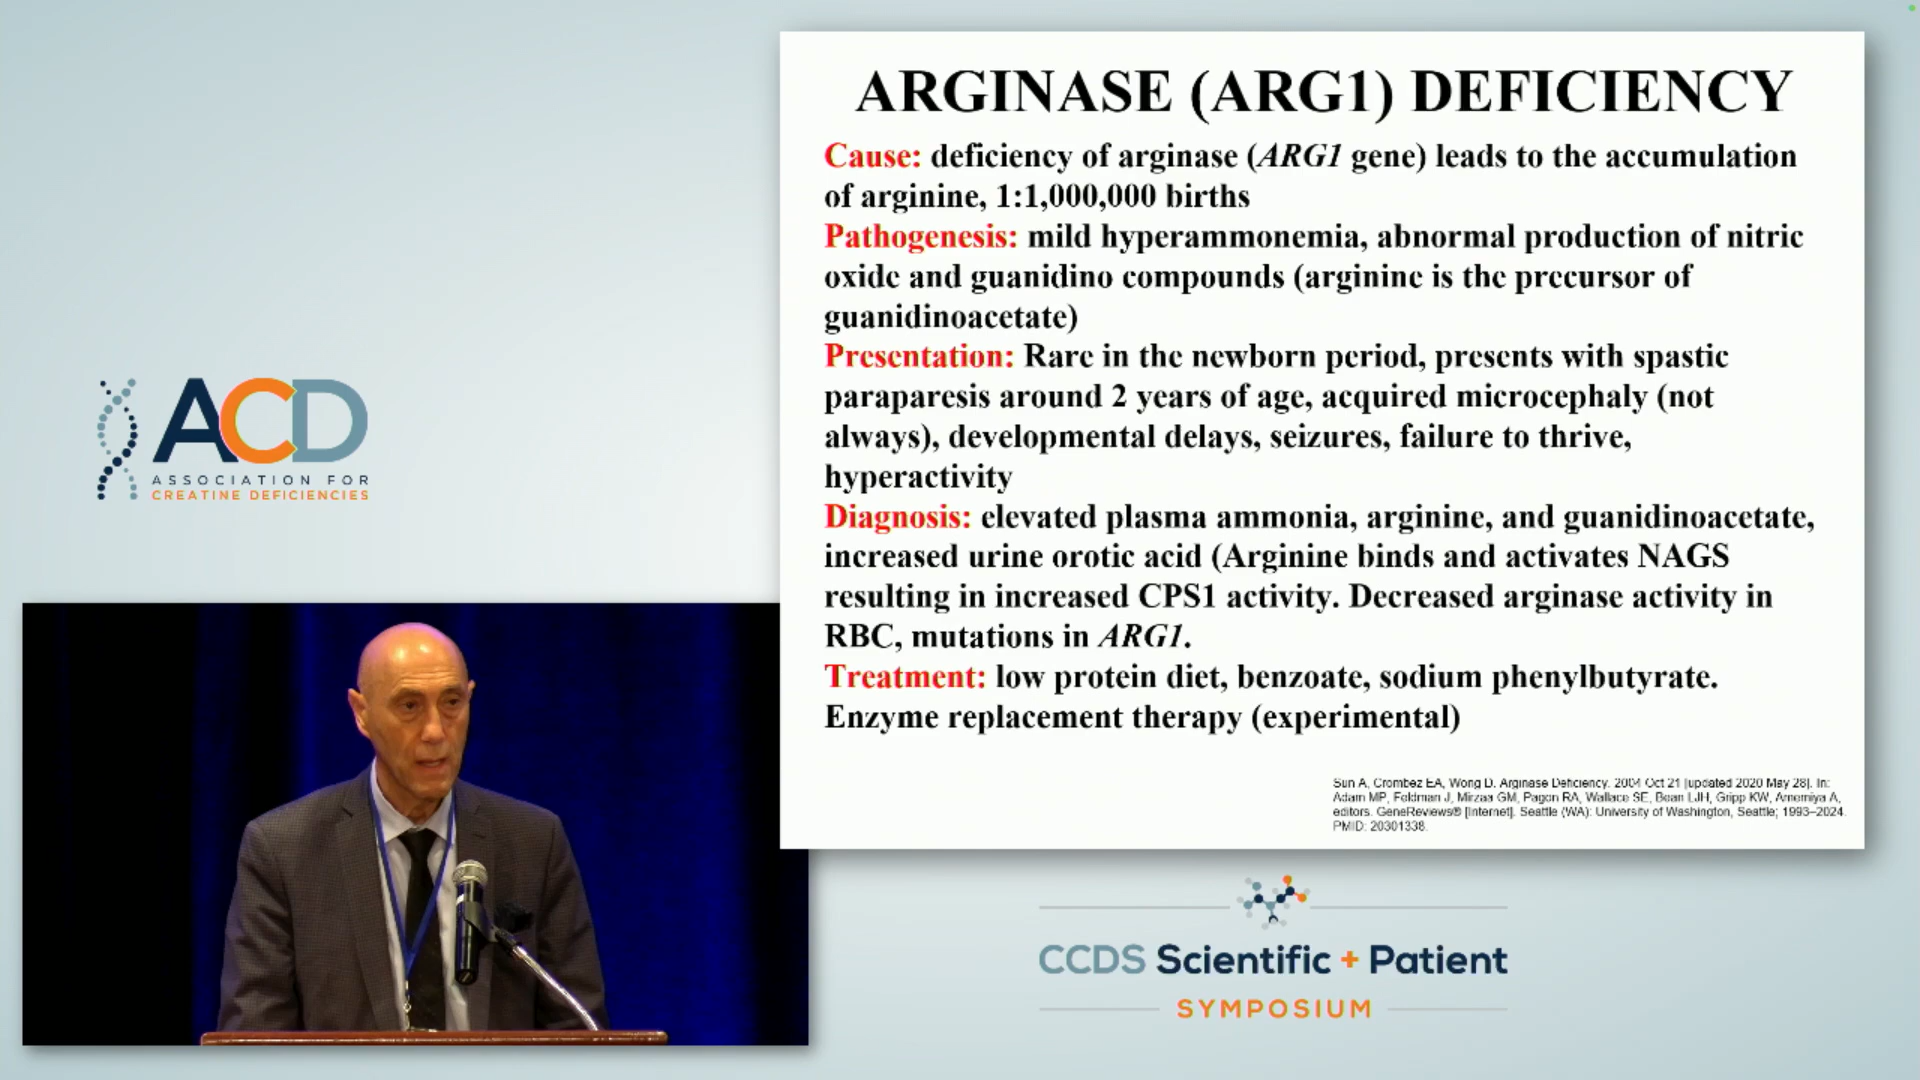 ARGINASE (ARG1) DEFICIENCY
Cause: deficiency of arginase (ARG1 gene) leads to the accumulation
of arginine, 1:1,000,000 births
Pathogenesis: mild hyperammonemia, abnormal production of nitric
oxide and guanidino compounds (arginine is the precursor of
guanidinoacetate)
Presentation: Rare in the newborn period, presents with spastic
paraparesis around 2 years of age, acquired microcephaly (not
always), developmental delays, seizures, failure to thrive,
hyperactivity
Diagnosis: elevated plasma ammonia, arginine, and guanidinoacetate,
increased urine orotic acid (Arginine binds and activates NAGS
resulting in increased CPS1 activity. Decreased arginase activity in
RBC, mutations in ARG1.
Treatment: low protein diet, benzoate, sodium phenylbutyrate.
Enzyme replacement therapy (experimental)
Sun A, Crombez EA, Wong D. Arginase Deficiency. 2004 Oct 21 [updated 2020 May 28]. In:
Adam MP, Feldman J, Mirzaa GM, Pagon RA, Wallace SE, Bean LJH, Gripp KW, Amemiya A,
editors. GeneReviews® [Internet]. Seattle (WA): University of Washington, Seattle; 1993–2024.
PMID: 20301338.
ACD
ASSOCIATION FOR
CREATINE DEFICIENCIES
CCDS Scientific + Patient
SYMPOSIUM